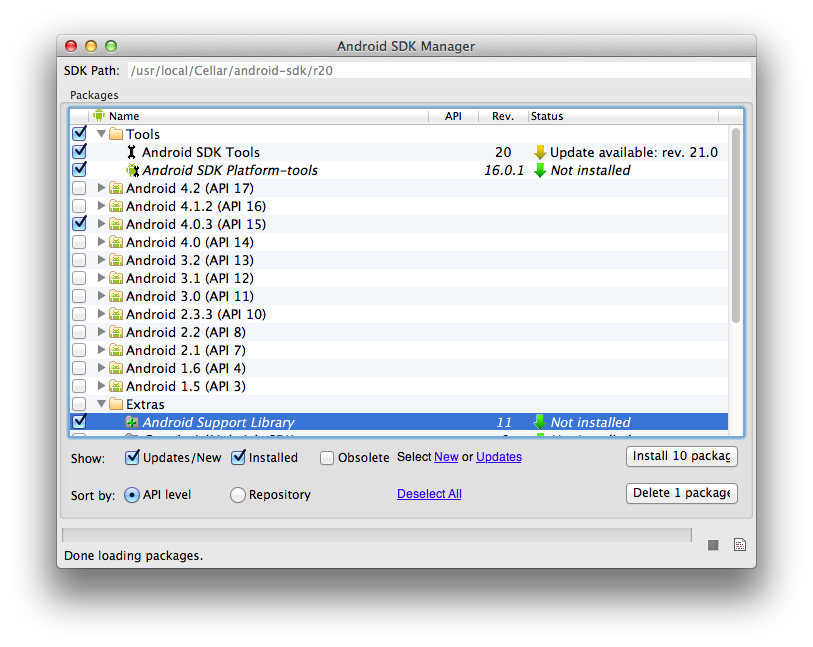 Android SDK Manager
SDK Path: /usr/local/Cellar/android-sdk/r20
Packages
Name API Rev. Status
Tools
Android SDK Tools 20 Update available: rev. 21.0
Android SDK Platform-tools 16.0.1 Not installed
Android 4.2 (API 17)
Android 4.1.2 (API 16)
Android 4.0.3 (API 15)
Android 4.0 (API 14)
Android 3.2 (API 13)
Android 3.1 (API 12)
Android 3.0 (API 11)
Android 2.3.3 (API 10)
Android 2.2 (API 8)
Android 2.1 (API 7)
Android 1.6 (API 4)
Android 1.5 (API 3)
Extras
Android Support Library 11 Not installed
Show: Updates/New Installed Obsolete Select New or Updates Install 10 packag
Sort by: API level Repository Deselect All Delete 1 package
Done loading packages.